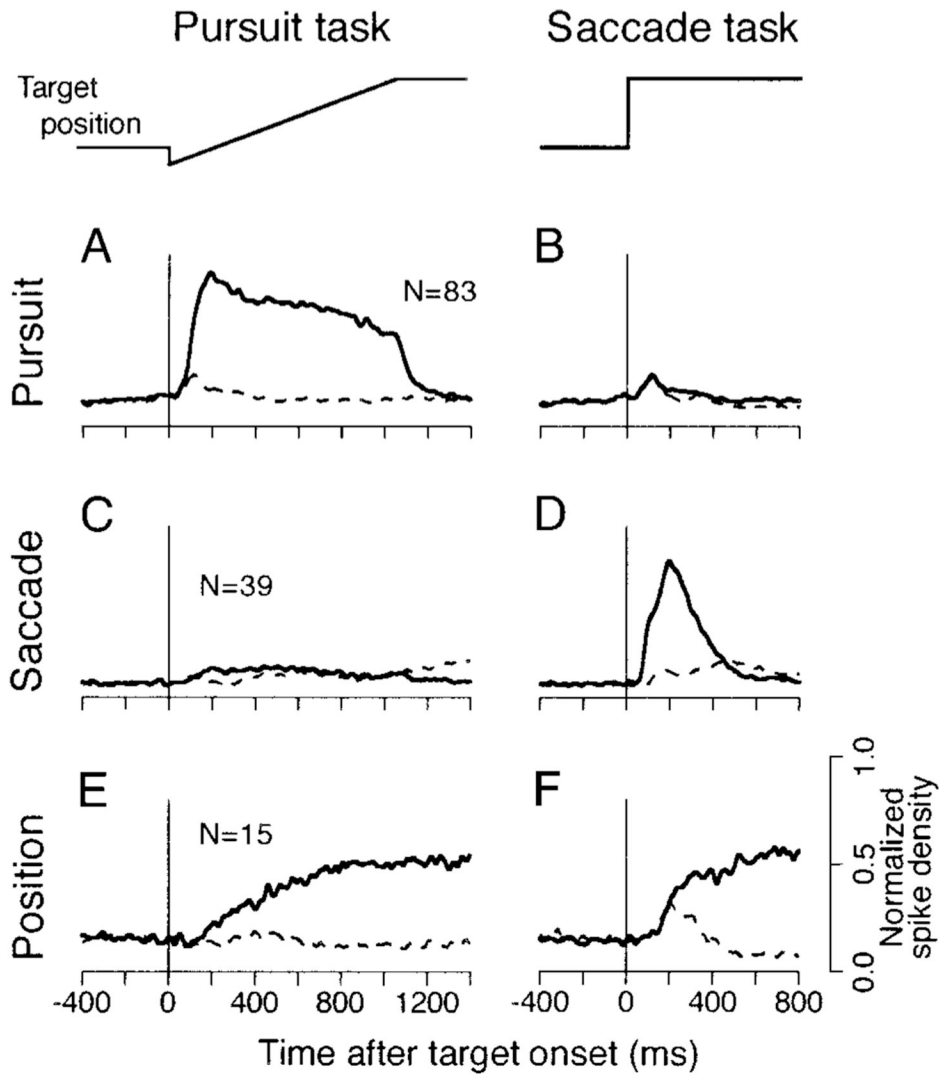 Pursuit task
Saccade task
Target
position
A
B
N=83
Pursuit
C
D
N=39
Saccade
E
F
N=15
Position
1.0
0.5
0.0
Normalized
spike density
-400 0 400 800 1200
-400 0 400 800
Time after target onset (ms)